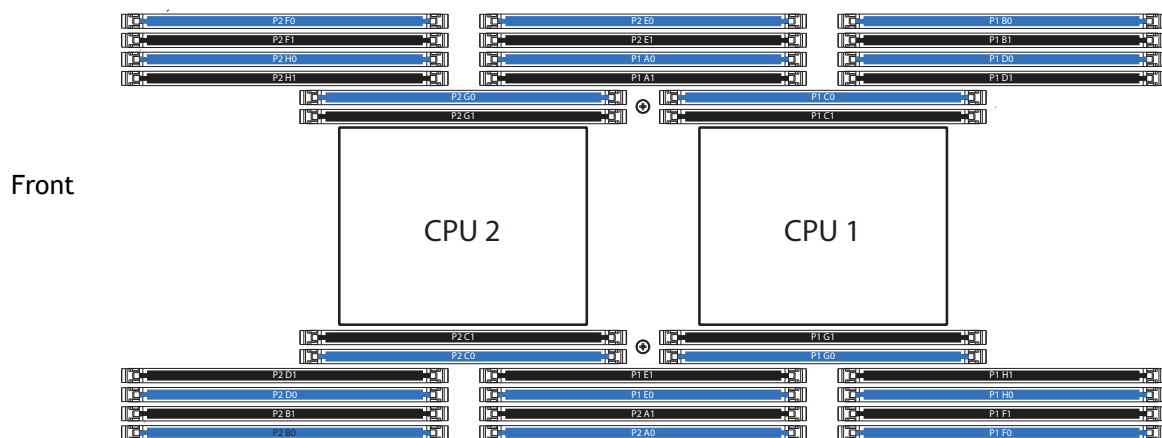 P2 F0 P2 E0 P1 B0
P2 F1 P2 E1 P1 B1
P2 H0 P1 A0 P1 D0
P2 H1 P1 A1 P1 D1
P2 G0 P1 C0
P2 G1 P1 C1
Front
CPU 2 CPU 1
P2 C1 P1 G1
P2 C0 P1 G0
P2 D1 P1 E1 P1 H1
P2 D0 P1 E0 P1 H0
P2 B1 P2 A1 P1 F1
P2 B0 P2 A0 P1 F0